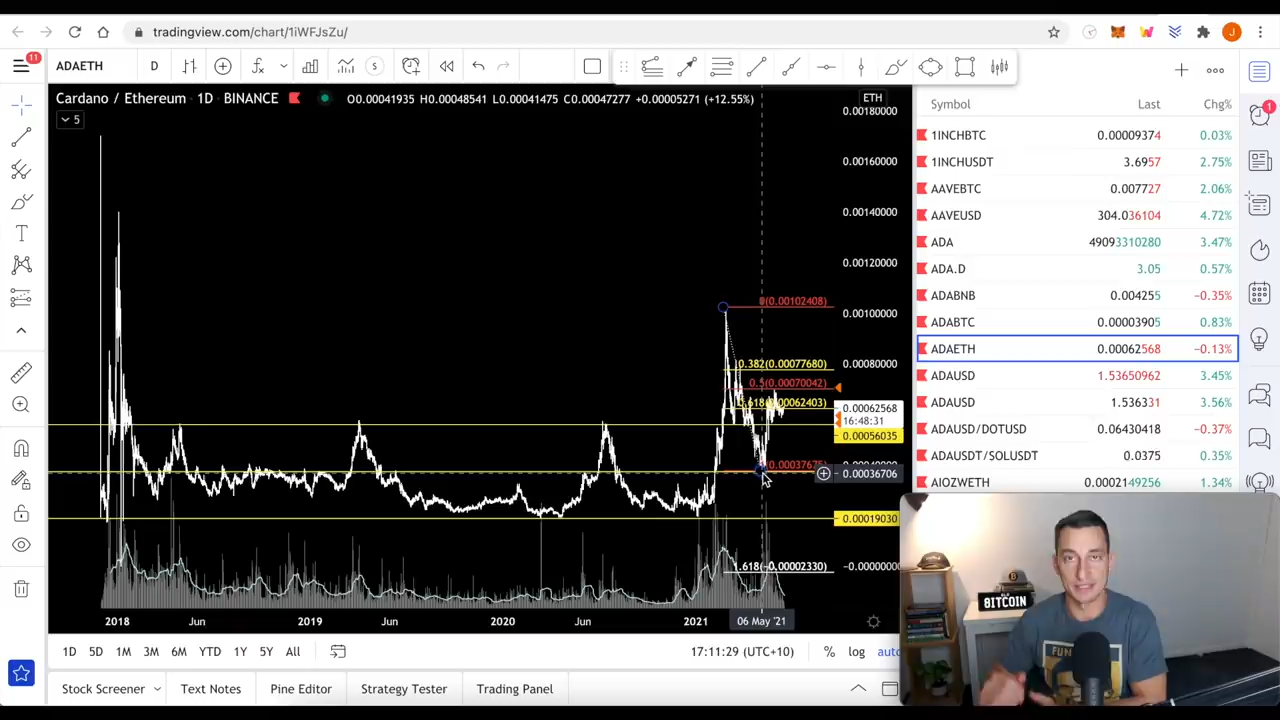 tradingview.com/chart/1iWFJsZu/
J
11
ADAETH
D
S
Cardano / Ethereum · 1D · BINANCE
O0.00041935 H0.00048541 L0.00041475 C0.00047277 +0.00005271 (+12.55%)
5
ETH
0.00180000
0.00160000
0.00140000
0.00120000
0.00100000
0.00080000
0(0.00102408)
0.382(0.00077680)
0.5(0.00070042)
0.618(0.00062403)
0.00062568
16:48:31
0.00056035
(0.00037675)
0.00036706
0.00019030
1.618(-0.00002330)
−0.00000000
2018
Jun
2019
Jun
2020
Jun
2021
06 May '21
1D 5D 1M 3M 6M YTD 1Y 5Y All
17:11:29 (UTC+10)
% log auto
Stock Screener
Text Notes
Pine Editor
Strategy Tester
Trading Panel
Symbol Last Chg%
1INCHBTC 0.00009374 0.03%
1INCHUSDT 3.6957 2.75%
AAVEBTC 0.007727 2.06%
AAVEUSD 304.036104 4.72%
ADA 49093310280 3.47%
ADA.D 3.05 0.57%
ADABNB 0.004255 −0.35%
ADABTC 0.00003905 0.83%
ADAETH 0.00062568 −0.13%
ADAUSD 1.53650962 3.45%
ADAUSD 1.536331 3.56%
ADAUSD/DOTUSD 0.06430418 −0.37%
ADAUSDT/SOLUSDT 0.0375 0.35%
AIOZWETH 0.0002149256 1.34%
1
BITCOIN